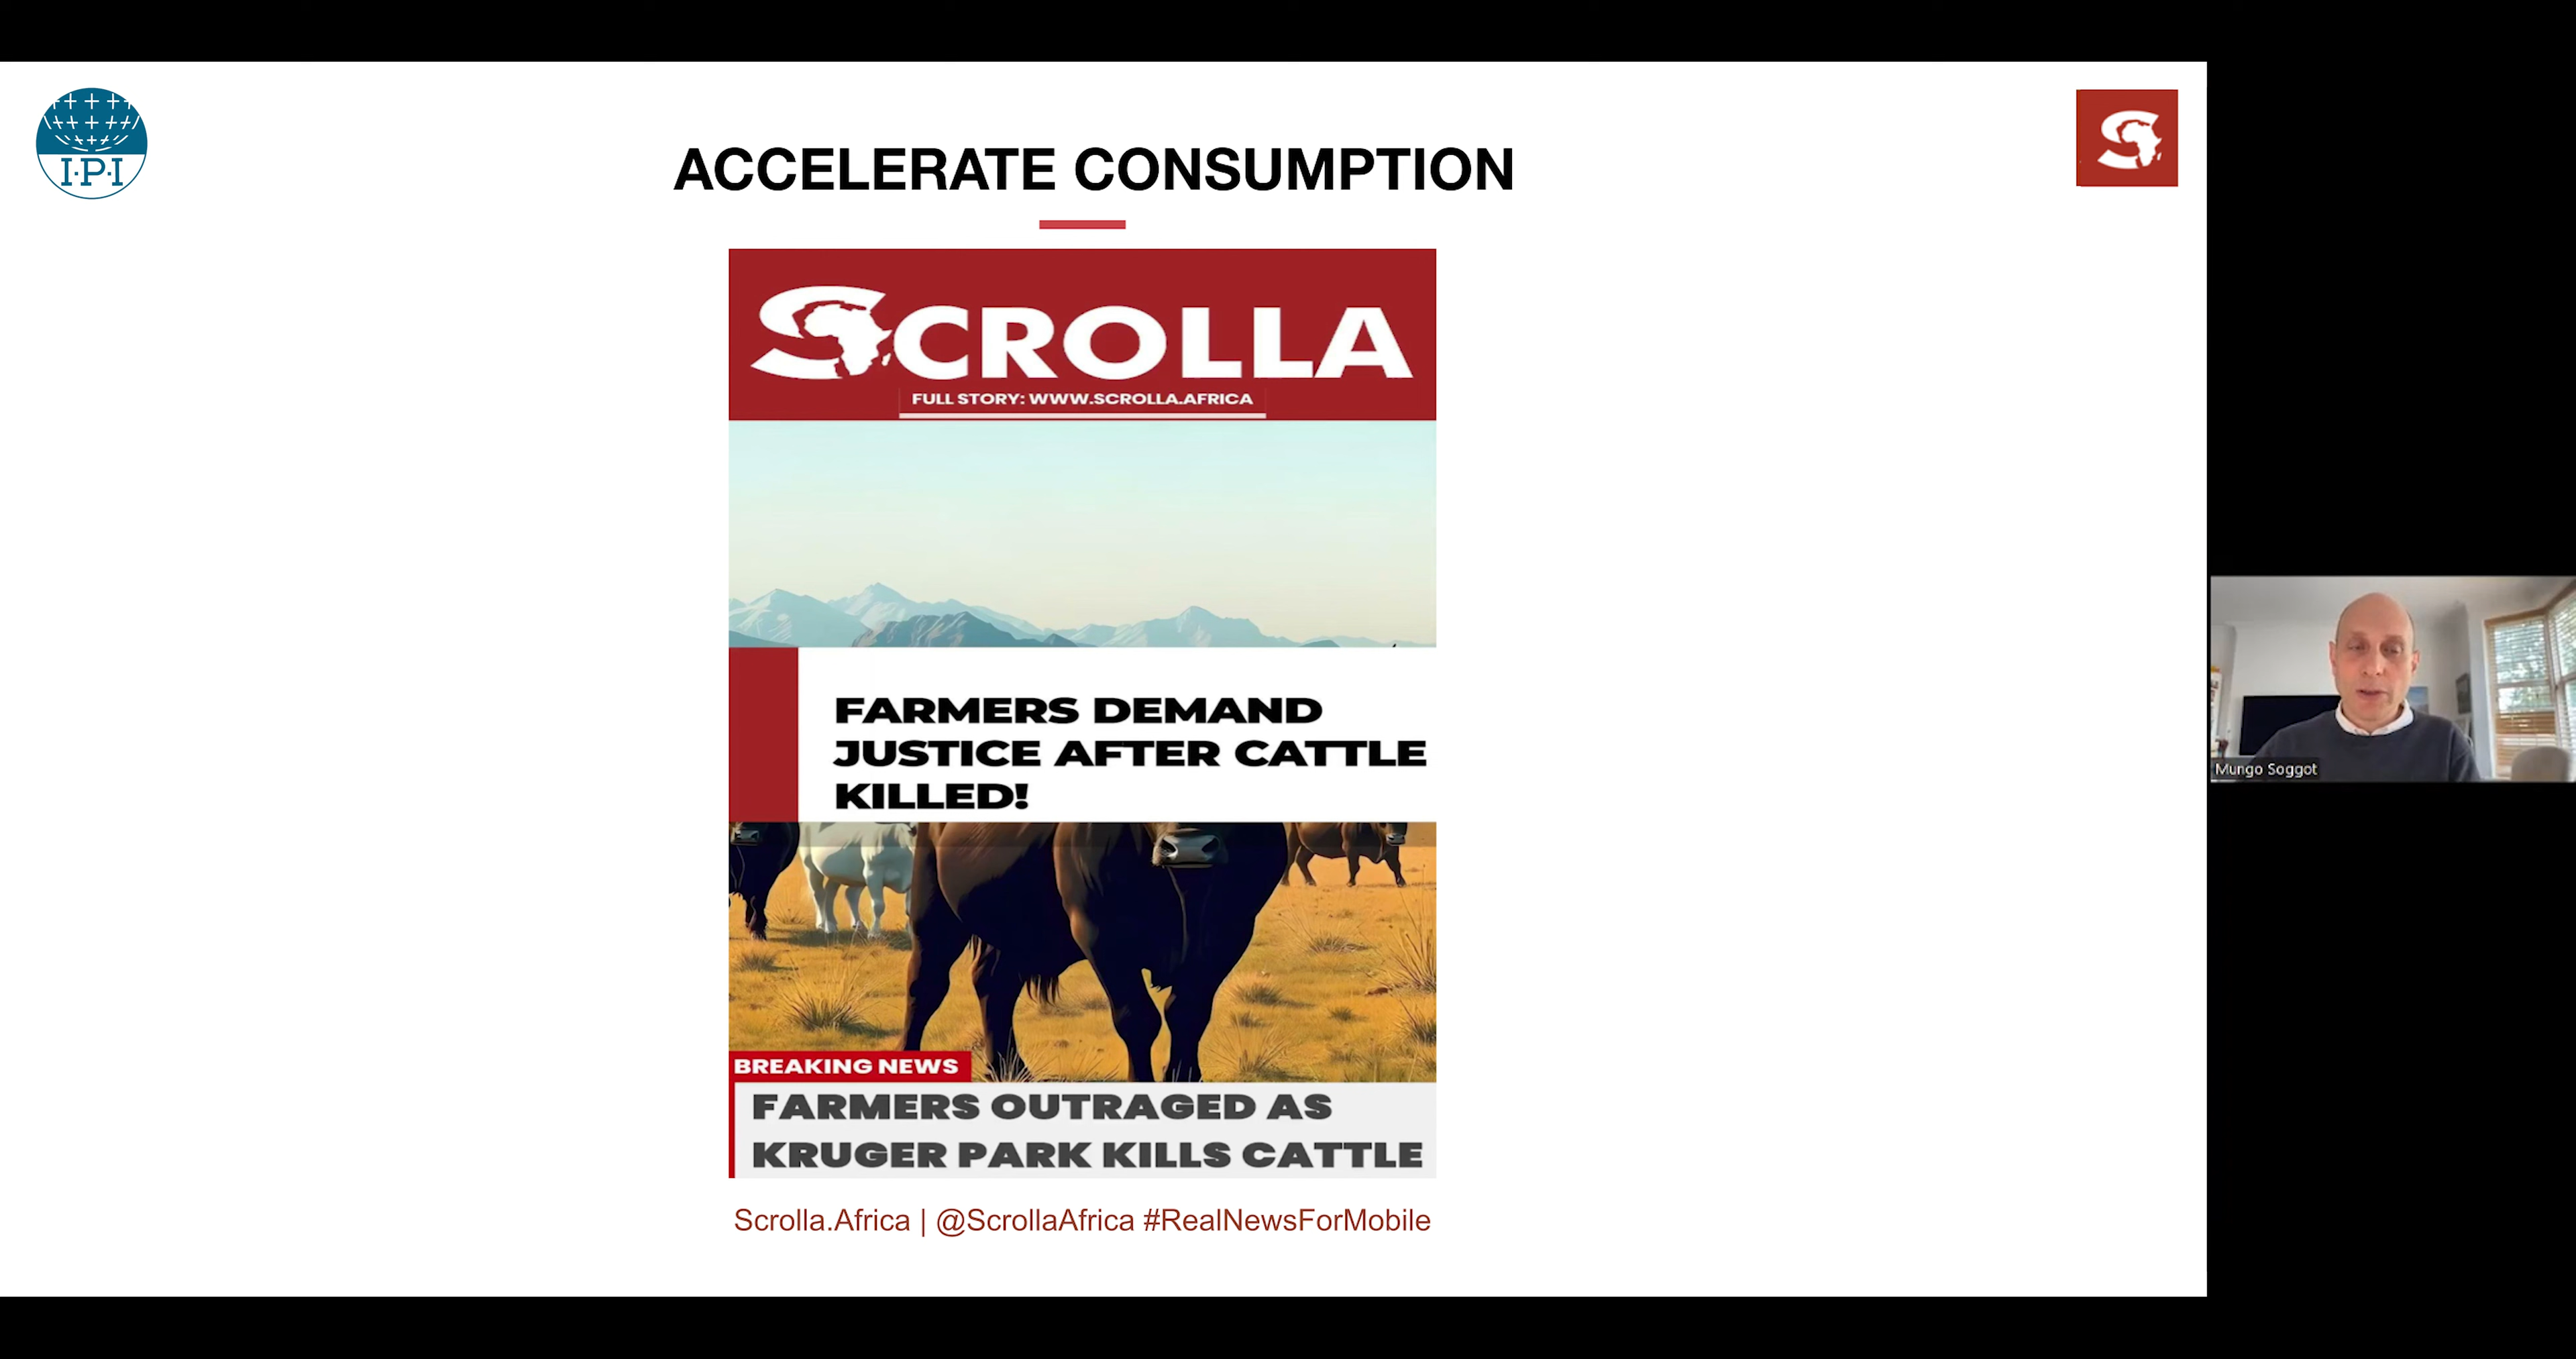 I·P·I
ACCELERATE CONSUMPTION
SCROLLA
FULL STORY: WWW.SCROLLA.AFRICA
FARMERS DEMAND
JUSTICE AFTER CATTLE
KILLED!
BREAKING NEWS
FARMERS OUTRAGED AS
KRUGER PARK KILLS CATTLE
Scrolla.Africa | @ScrollaAfrica #RealNewsForMobile
Mungo Soggot